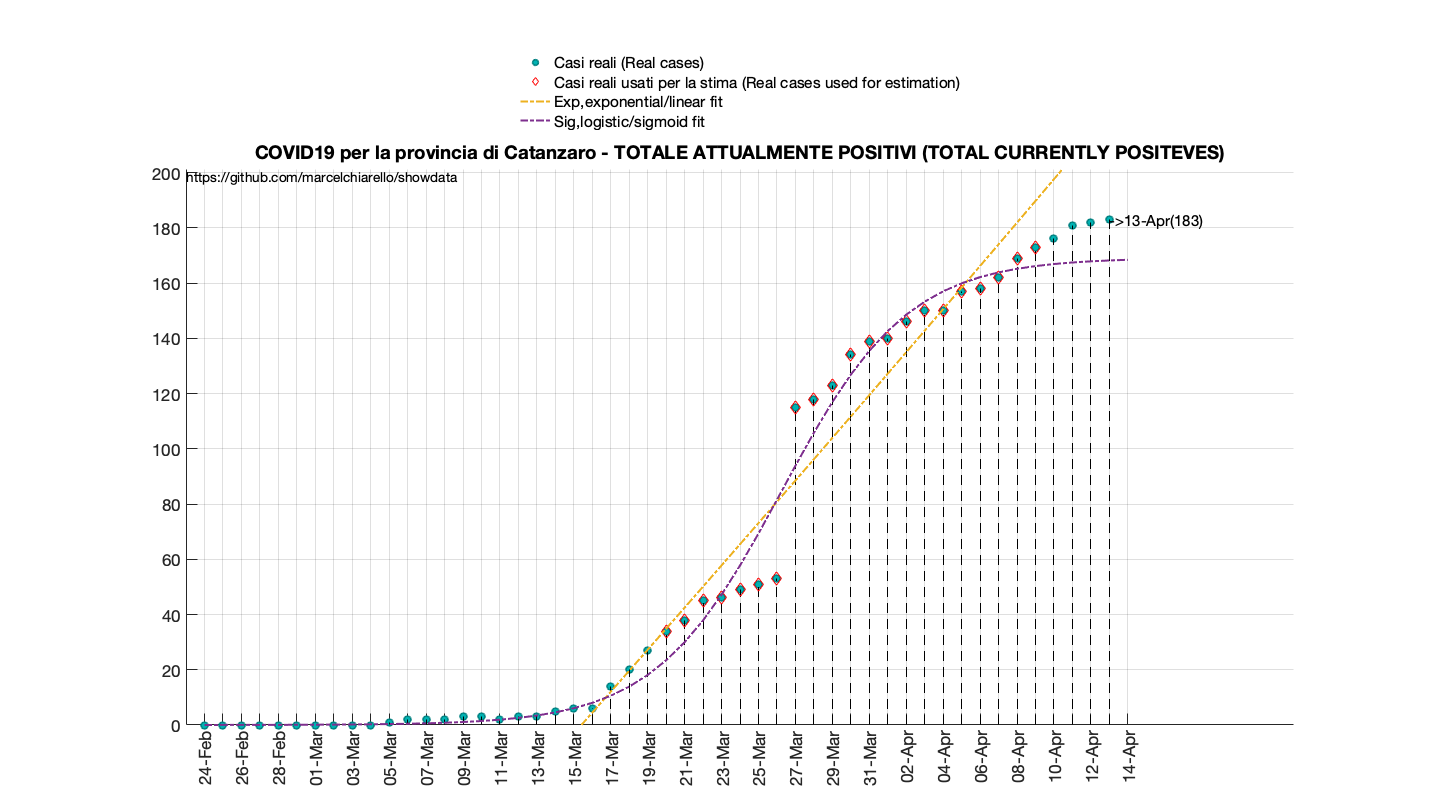 Casi reali (Real cases)
Casi reali usati per la stima (Real cases used for estimation)
Exp,exponential/linear fit
Sig,logistic/sigmoid fit
COVID19 per la provincia di Catanzaro - TOTALE ATTUALMENTE POSITIVI (TOTAL CURRENTLY POSITEVES)
https://github.com/marcelchiarello/showdata
200
180
160
140
120
100
80
60
40
20
0
->13-Apr(183)
24-Feb
26-Feb
28-Feb
01-Mar
03-Mar
05-Mar
07-Mar
09-Mar
11-Mar
13-Mar
15-Mar
17-Mar
19-Mar
21-Mar
23-Mar
25-Mar
27-Mar
29-Mar
31-Mar
02-Apr
04-Apr
06-Apr
08-Apr
10-Apr
12-Apr
14-Apr